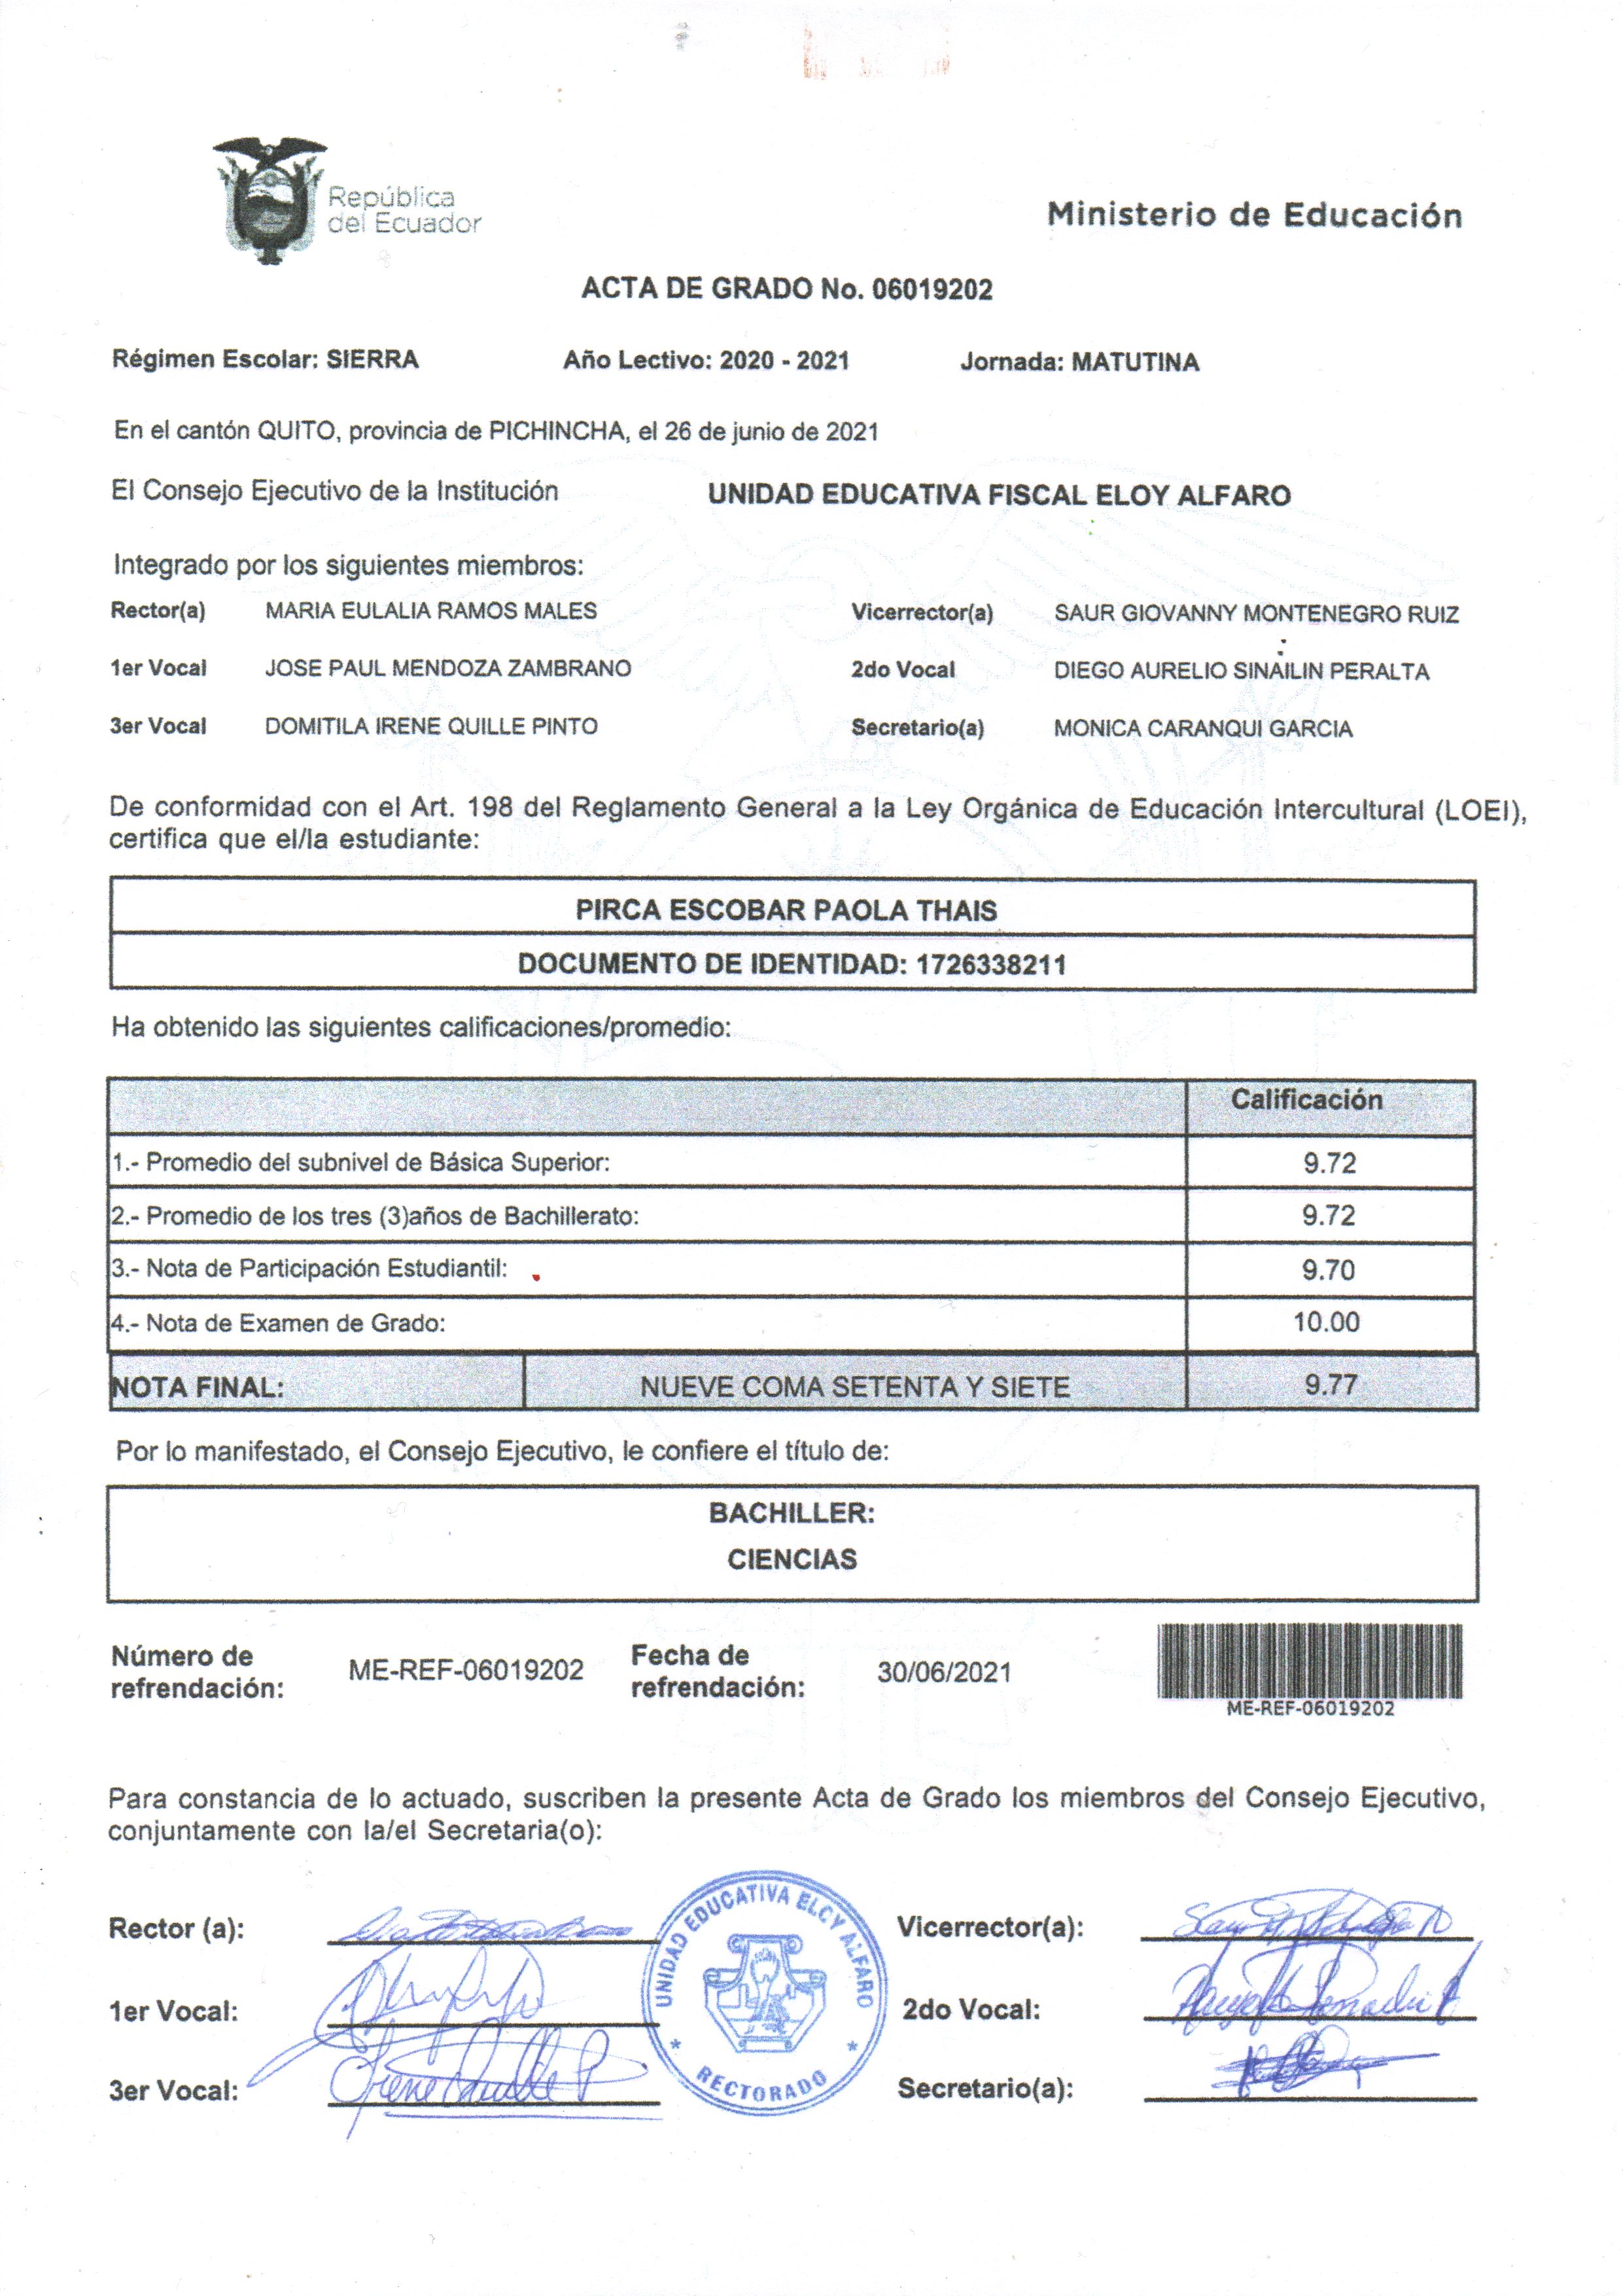 República
del Ecuador
Ministerio de Educación
ACTA DE GRADO No. 06019202
Régimen Escolar: SIERRA Año Lectivo: 2020 - 2021 Jornada: MATUTINA
En el cantón QUITO, provincia de PICHINCHA, el 26 de junio de 2021
El Consejo Ejecutivo de la Institución UNIDAD EDUCATIVA FISCAL ELOY ALFARO
Integrado por los siguientes miembros:
Rector(a) MARIA EULALIA RAMOS MALES Vicerrector(a) SAUR GIOVANNY MONTENEGRO RUIZ
1er Vocal JOSE PAUL MENDOZA ZAMBRANO 2do Vocal DIEGO AURELIO SINAILIN PERALTA
3er Vocal DOMITILA IRENE QUILLE PINTO Secretario(a) MONICA CARANQUI GARCIA
De conformidad con el Art. 198 del Reglamento General a la Ley Orgánica de Educación Intercultural (LOEI),
certifica que el/la estudiante:
PIRCA ESCOBAR PAOLA THAIS
DOCUMENTO DE IDENTIDAD: 1726338211
Ha obtenido las siguientes calificaciones/promedio:
Calificación
1.- Promedio del subnivel de Básica Superior: 9.72
2.- Promedio de los tres (3)años de Bachillerato: 9.72
3.- Nota de Participación Estudiantil: 9.70
4.- Nota de Examen de Grado: 10.00
NOTA FINAL: NUEVE COMA SETENTA Y SIETE 9.77
Por lo manifestado, el Consejo Ejecutivo, le confiere el título de:
BACHILLER:
CIENCIAS
Número de refrendación: ME-REF-06019202 Fecha de refrendación: 30/06/2021
ME-REF-06019202
Para constancia de lo actuado, suscriben la presente Acta de Grado los miembros del Consejo Ejecutivo,
conjuntamente con la/el Secretaria(o):
Rector (a): Vicerrector(a):
1er Vocal: 2do Vocal:
3er Vocal: Secretario(a):
UNIDAD EDUCATIVA ELOY ALFARO
* RECTORADO *